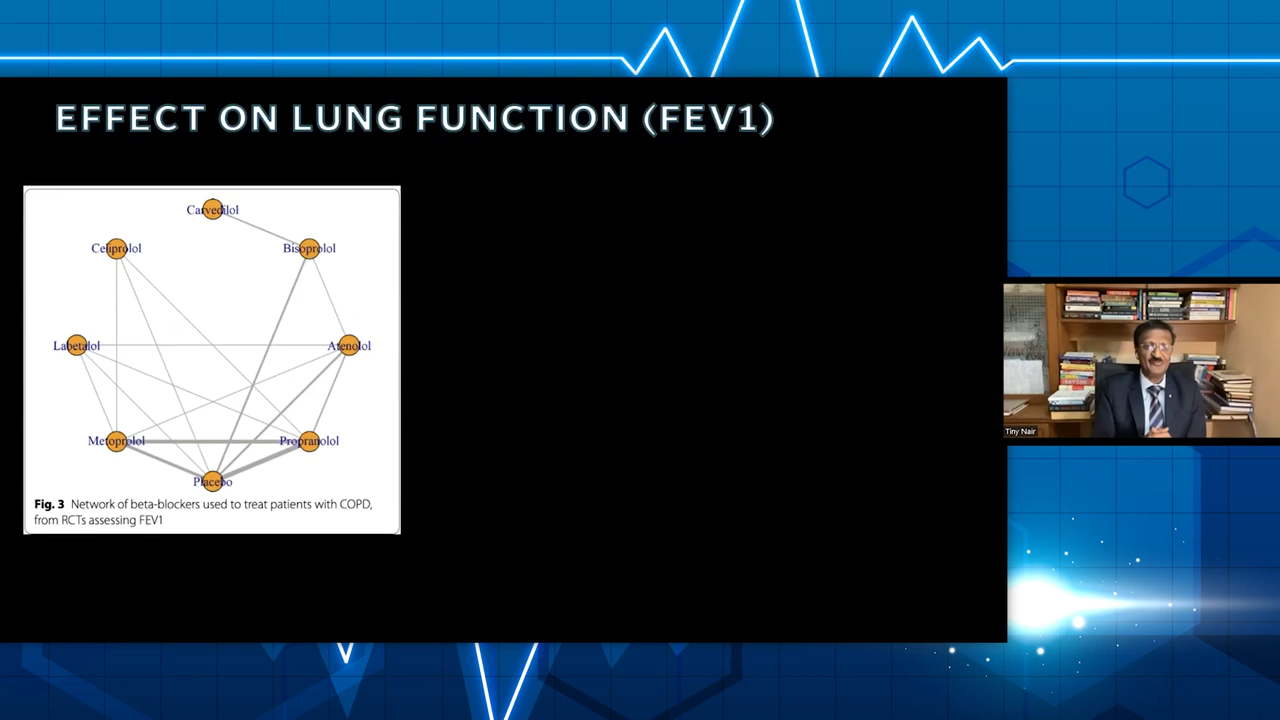 EFFECT ON LUNG FUNCTION (FEV1)
Carvedilol
Celiprolol
Bisoprolol
Labetalol
Atenolol
Metoprolol
Propranolol
Placebo
Fig. 3 Network of beta-blockers used to treat patients with COPD,
from RCTs assessing FEV1
Tiny Nair